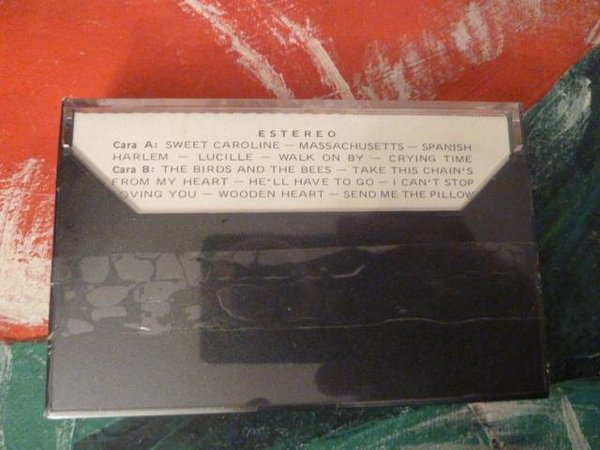 ESTEREO
Cara A: SWEET CAROLINE — MASSACHUSETTS — SPANISH
HARLEM — LUCILLE — WALK ON BY — CRYING TIME
Cara B: THE BIRDS AND THE BEES — TAKE THIS CHAIN'S
FROM MY HEART — HE'LL HAVE TO GO — I CAN'T STOP
LOVING YOU — WOODEN HEART — SEND ME THE PILLOW